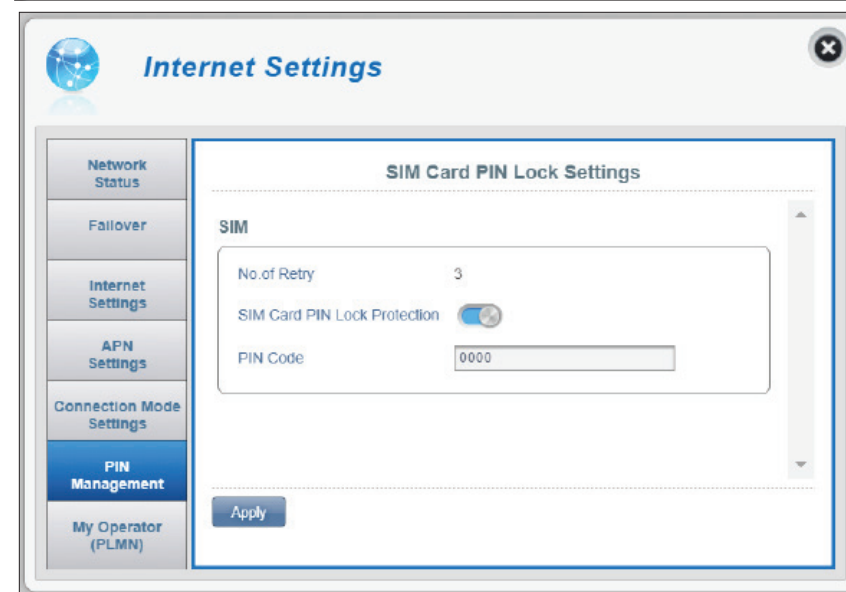 Internet Settings
Network
Status
Failover
Internet
Settings
APN
Settings
Connection Mode
Settings
PIN
Management
My Operator
(PLMN)
SIM Card PIN Lock Settings
SIM
No.of Retry 3
SIM Card PIN Lock Protection
PIN Code 0000
Apply